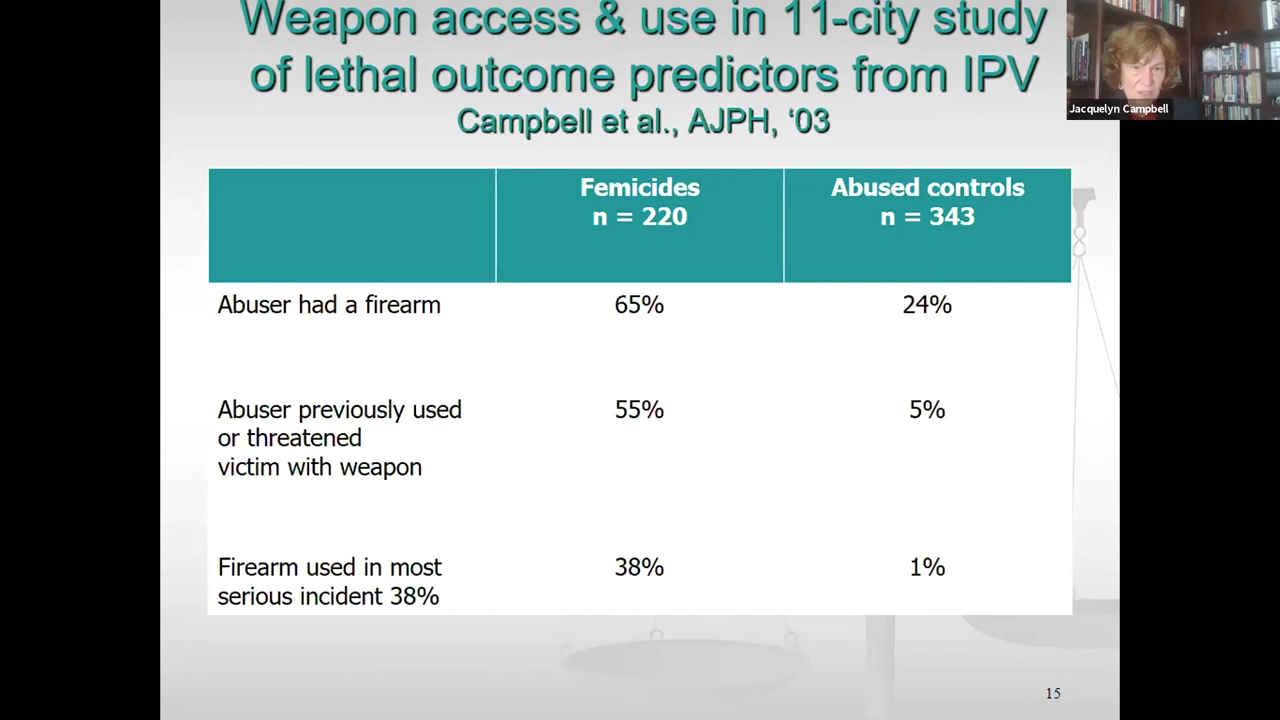 Weapon access & use in 11-city study
of lethal outcome predictors from IPV
Campbell et al., AJPH, ‘03
Jacquelyn Campbell
Femicides
n = 220
Abused controls
n = 343
Abuser had a firearm
65%
24%
Abuser previously used
or threatened
victim with weapon
55%
5%
Firearm used in most
serious incident 38%
38%
1%
15